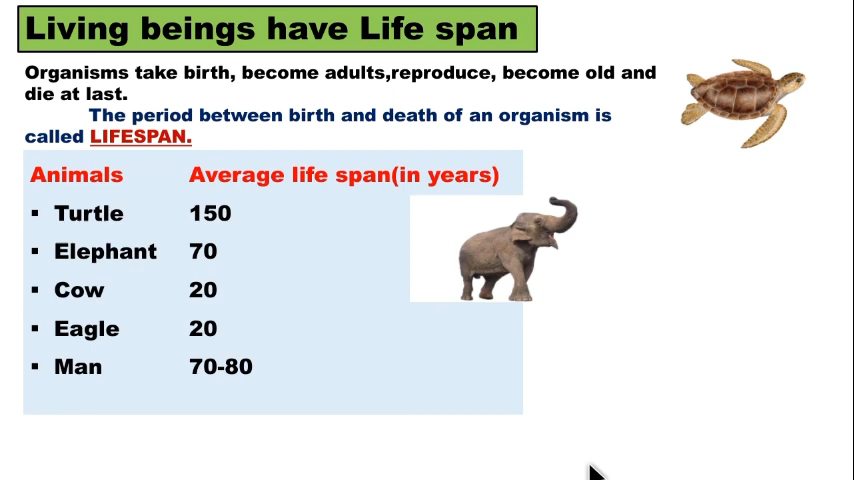 Living beings have Life span
Organisms take birth, become adults,reproduce, become old and
die at last.
The period between birth and death of an organism is
called LIFESPAN.
Animals Average life span(in years)
▪ Turtle 150
▪ Elephant 70
▪ Cow 20
▪ Eagle 20
▪ Man 70-80